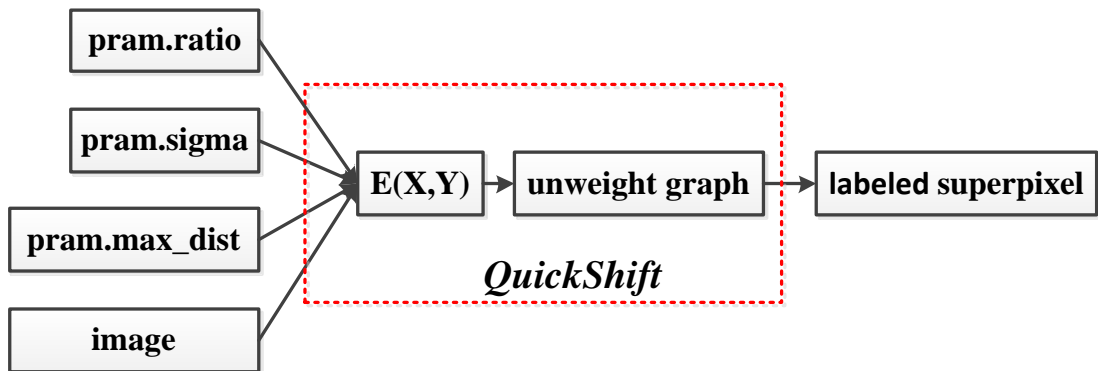 pram.ratio
pram.sigma
pram.max_dist
image
E(X,Y)
unweight graph
labeled superpixel
QuickShift